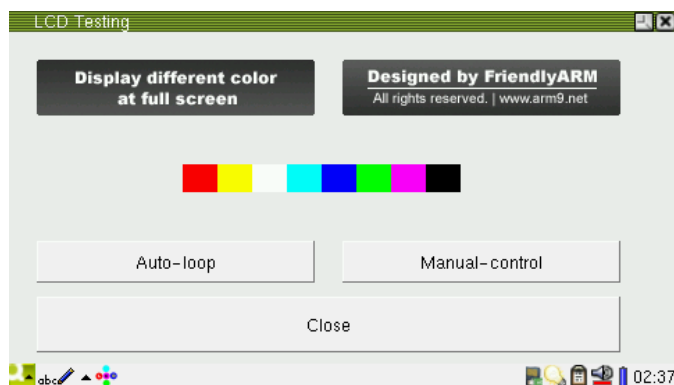 LCD Testing
Display different color
at full screen
Designed by FriendlyARM
All rights reserved. | www.arm9.net
Auto-loop
Manual-control
Close
abc
02:37